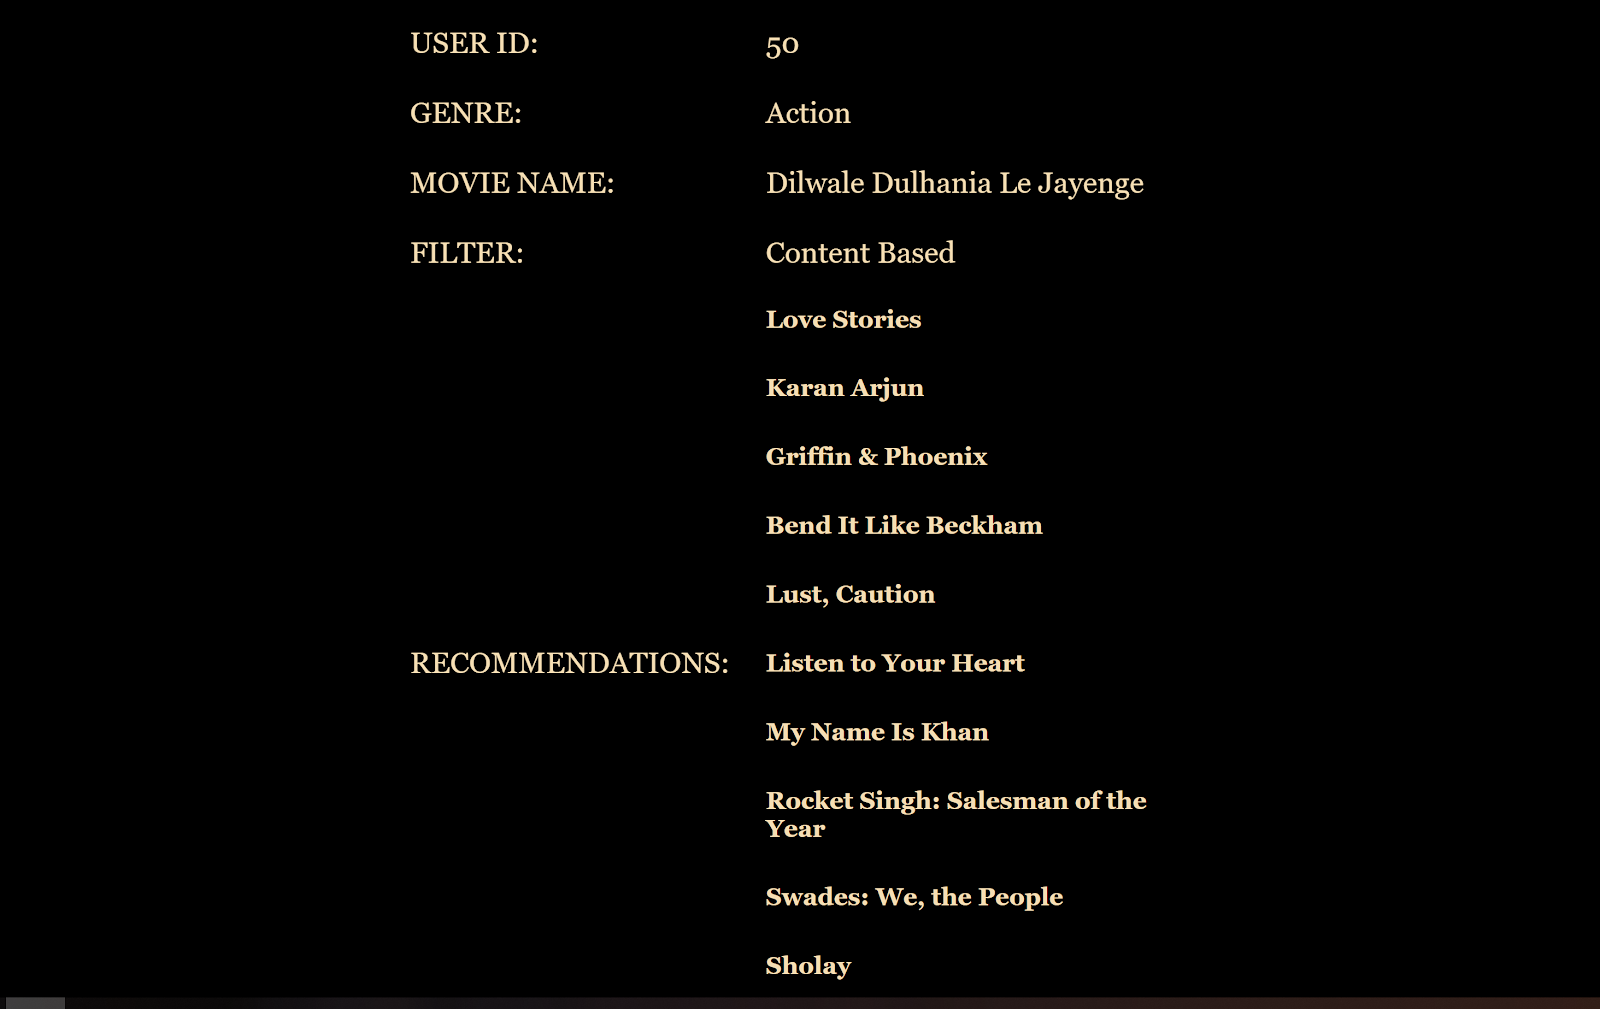 USER ID: 50
GENRE: Action
MOVIE NAME: Dilwale Dulhania Le Jayenge
FILTER: Content Based
Love Stories
Karan Arjun
Griffin & Phoenix
Bend It Like Beckham
Lust, Caution
RECOMMENDATIONS: Listen to Your Heart
My Name Is Khan
Rocket Singh: Salesman of the
Year
Swades: We, the People
Sholay